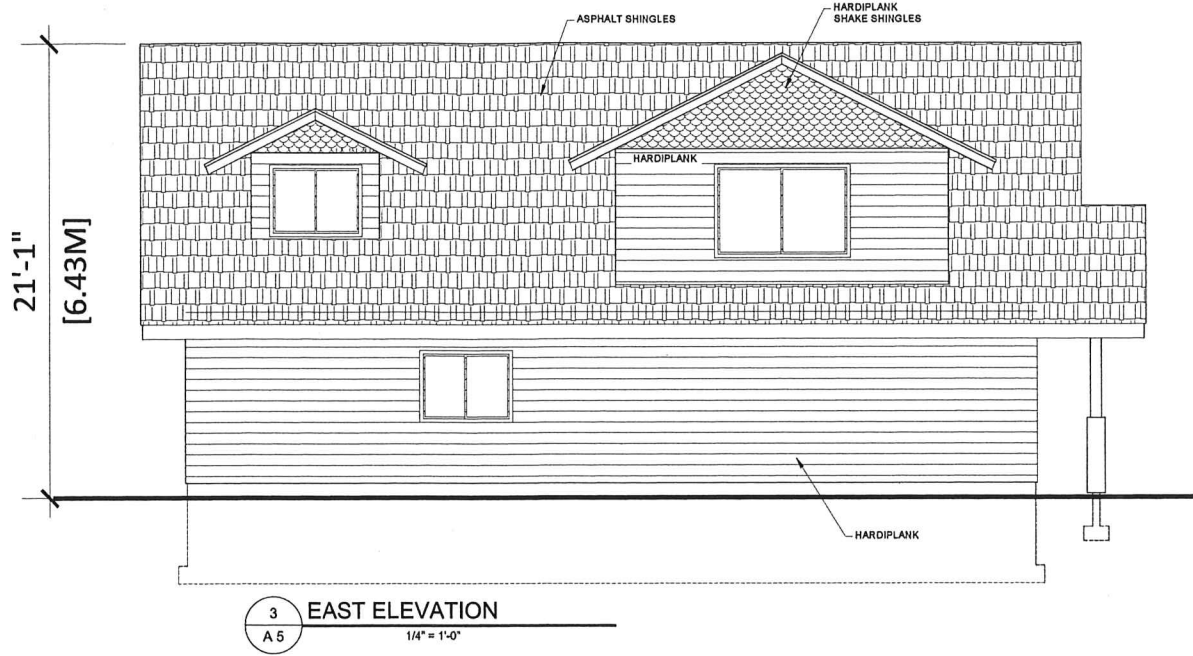 ASPHALT SHINGLES
HARDIPLANK
SHAKE SHINGLES
HARDIPLANK
21'-1"
[6.43M]
HARDIPLANK
3
A 5
EAST ELEVATION
1/4" = 1'-0"